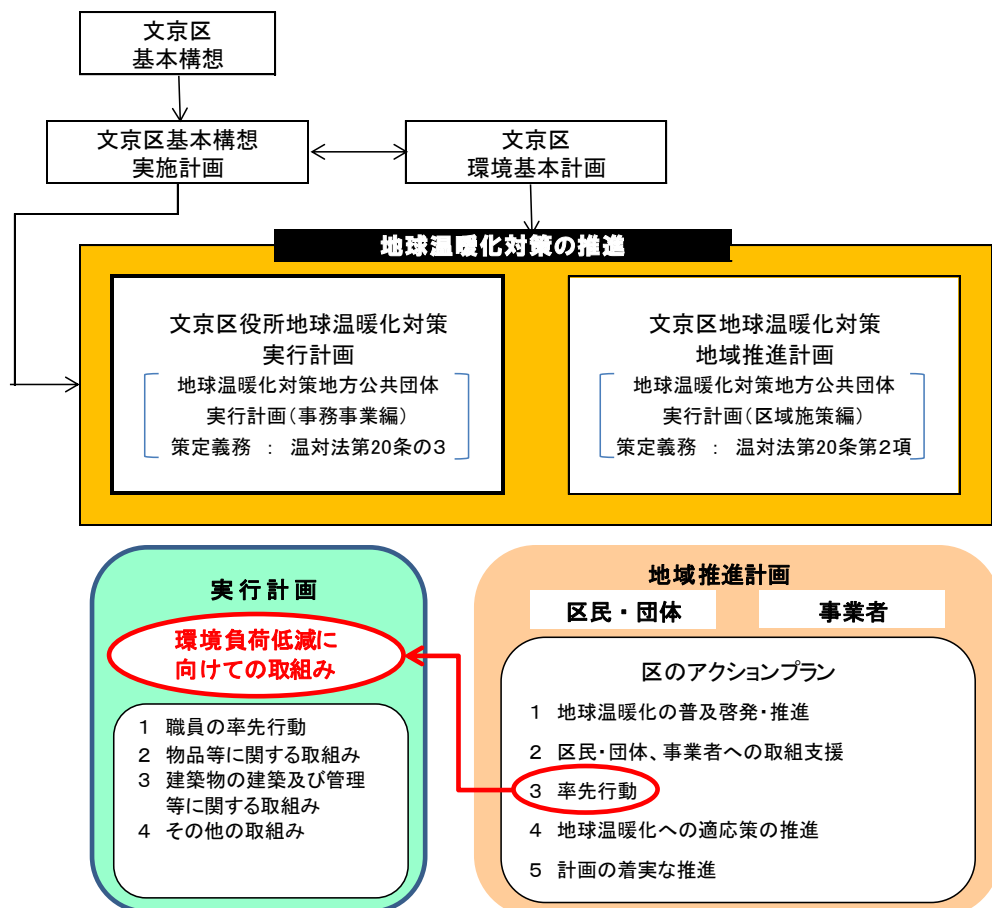 文京区
基本構想
文京区基本構想
実施計画
文京区
環境基本計画
地球温暖化対策の推進
文京区役所地球温暖化対策
実行計画
地球温暖化対策地方公共団体
実行計画(事務事業編)
策定義務 : 温対法第20条の3
文京区地球温暖化対策
地域推進計画
地球温暖化対策地方公共団体
実行計画(区域施策編)
策定義務 : 温対法第20条第2項
実行計画
環境負荷低減に
向けての取組み
1 職員の率先行動
2 物品等に関する取組み
3 建築物の建築及び管理
等に関する取組み
4 その他の取組み
地域推進計画
区民・団体
事業者
区のアクションプラン
1 地球温暖化の普及啓発・推進
2 区民・団体、事業者への取組支援
3 率先行動
4 地球温暖化への適応策の推進
5 計画の着実な推進